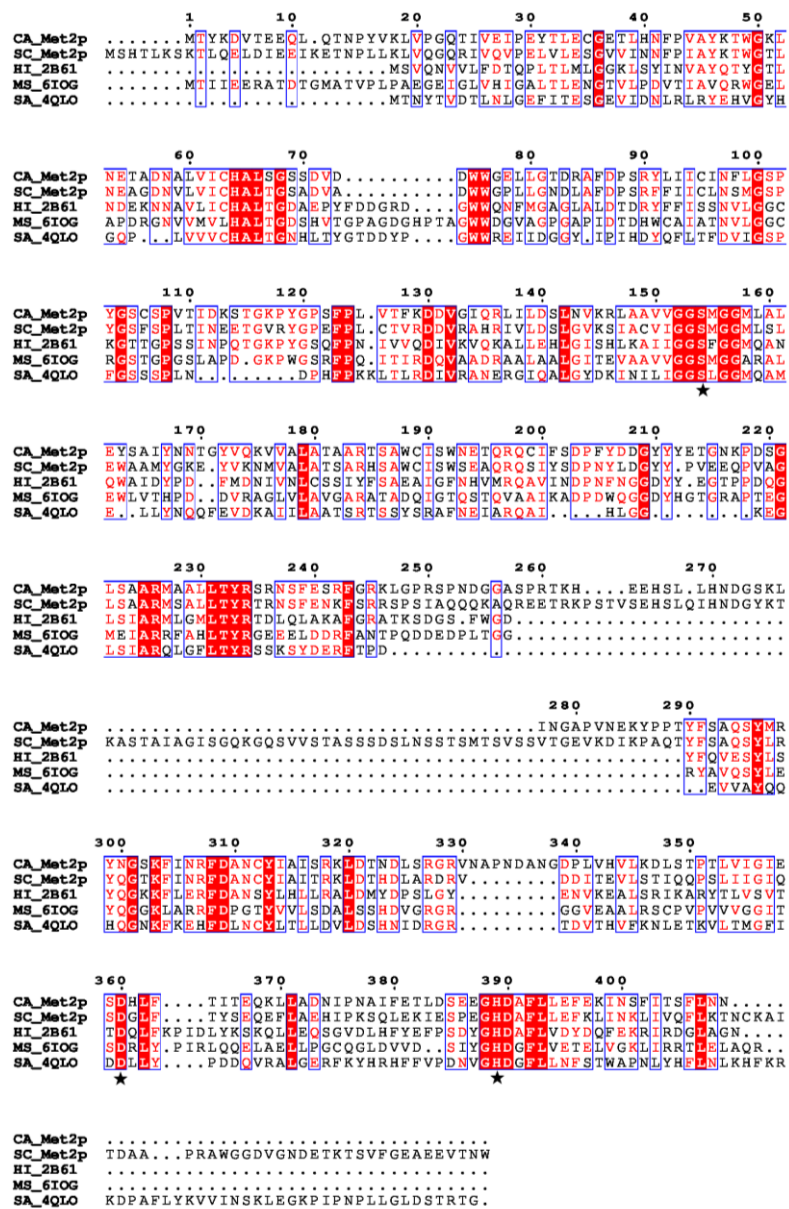 1 10 20 30 40 50
CA_Met2p .......MTYKDVTEEQL.QTNPYVKLVPGQTIVEIPEYTLECGETLHNFPVAYKTWGKL
SC_Met2p MSHTLKSKTLQELDIEEIKETNPLLKLVQGQRIVQVPELVLESGVVINNFPIAYKTWGKL
HI_2B61 .........................MSVQNVVLFDTQPLTLMLGGKLSYINVAYQTYGTL
MS_6IOG .......MTIIEERATDTGMATVPLPAEGEIGLVHIGALTLENGTVLPDVTIAVQRWGEL
SA_4QLO .........................MTNYTVDTLNLGEFITESGEVIDNLRLRYEHVGYH
60 70 80 90 100
CA_Met2p NETADNALVICHALSGSSDVD..........DWWGELLGTDRAFDPSRYLIICINFLGSP
SC_Met2p NEAGDNVLVICHALTGSADVA..........DWWGPLLGNDLAFDPSRFFIICLNSMGSP
HI_2B61 NDEKNNAVLICHALTGDAEPYFDDGRD....GWWQNFMGAGLALDTDRYFFISSNVLGGC
MS_6IOG APDRGNVVMVLHALTGDSHVTGPAGDGHPTAGWWDGVAGPGAPIDTDHWCAIATNVLGGC
SA_4QLO GQP..LVVVVCHALTGNHLTYGTDDYP....GWWREIIDGGY.IPIHDYQFLTFDVIGSP
110 120 130 140 150 160
CA_Met2p YGSCSPVTIDKSTGKPYGPSFPL.VTFKDDVGIQRLILDSLNVKRLAAVVGGSMGGMLAL
SC_Met2p YGSFSPLTINEETGVRYGPEFPL.CTVRDDVRAHRIVLDSLGVKSIACVIGGSMGGMLSL
HI_2B61 KGTTGPSSINPQTGKPYGSQFPN.IVVQDIVKVQKALLEHLGISHLKAIIGGSFGGMQAN
MS_6IOG RGSTGPGSLAPD.GKPWGSRFPQ.ITIRDQVAADRAALAALGITEVAAVVGGSMGGARAL
SA_4QLO FGSSSPLN.........DPHFPKKLTLRDIVRANERGIQALGYDKINILIGGSLGGMQAM
★
170 180 190 200 210 220
CA_Met2p EYSAIYNNTGYVQKVVALATAARTSAWCISWNETQRQCIFSDPFYDDGYYYETGNKPDSG
SC_Met2p EWAAMYGKE.YVKNMVALATSARHSAWCISWSEAQRQSIYSDPNYLDGYY.PVEEQPVAG
HI_2B61 QWAIDYPD..FMDNIVNLCSSIYFSAEAIGFNHVMRQAVINDPNFNGGDYY.EGTPPDQG
MS_6IOG EWLVTHPD..DVRAGLVLAVGARATADQIGTQSTQVAAIKADPDWQGGDYHGTGRAPTEG
SA_4QLO E..LLYNQQFEVDKAIILAATSRTSSYSRAFNEIARQAI.....HLGG.........KEG
230 240 250 260 270
CA_Met2p LSAARMAALLTYRSRNSFESRFGRKLGPRSPNDGGASPRTKH....EEHSL.LHNDGSKL
SC_Met2p LSAARMSALLTYRTRNSFENKFSRRSPSIAQQQKAQREETRKPSTVSEHSLQIHNDGYKT
HI_2B61 LSIARMLGMLTYRTDLQLAKAFGRATKSDGS.FWGD........................
MS_6IOG MEIARRFAHLTYRGEEELDDRFANTPQDDEDPLTGG........................
SA_4QLO LSIARQLGFLTYRSSKSYDERFTPD...................................
280 290
CA_Met2p ......................................INGAPVNEKYPPTYFSAQSYMR
SC_Met2p KASTAIAGISGQKGQSVVSTASSSDSLNSSTSMTSVSSVTGEVKDIKPAQTYFSAQSYLR
HI_2B61 ...................................................YFQVESYLS
MS_6IOG ...................................................RYAVQSYLE
SA_4QLO .....................................................EVVAYQQ
300 310 320 330 340 350
CA_Met2p YNGSKFINRFDANCYIAISRKLDTNDLSRGRVNAPNDANGDPLVHVLKDLSTPTLVIGIE
SC_Met2p YQGTKFINRFDANCYIAITRKLDTHDLARDRV........DDITEVLSTIQQPSLIIGIQ
HI_2B61 YQGKKFLERFDANSYLHLLRALDMYDPSLGY.........ENVKEALSRIKARYTLVSVT
MS_6IOG YQGGKLARRFDPGTYVVLSDALSSHDVGRGR.........GGVEAALRSCPVPVVVGGIT
SA_4QLO HQGNKFKEHFDLNCYLTLLDVLDSHNIDRGR.........TDVTHVFKNLETKVLTMGFI
360 370 380 390 400
CA_Met2p SDHLF....TITEQKLLADNIPNAIFETLDSEEGHDAFLLEFEKINSFITSFLNN.....
SC_Met2p SDGLF....TYSEQEFLAEHIPKSQLEKIESPEGHDAFLLEFKLINKLIVQFLKTNCKAI
HI_2B61 TDQLFKPIDLYKSKQLLEQSGVDLHFYEFPSDYGHDAFLVDYDQFEKRIRDGLAGN....
MS_6IOG SDRLY.PIRLQQELAELLPGCQGLDVVD..SIYGHDGFLVETELVGKLIRRTLELAQR..
SA_4QLO DDLLY....PDDQVRALGERFKYHRHFFVPDNVGHDGFLLNFSTWAPNLYHFLNLKHFKR
★ ★
CA_Met2p ..................................
SC_Met2p TDAA...PRAWGGDVGNDETKTSVFGEAEEVTNW
HI_2B61 ..................................
MS_6IOG ..................................
SA_4QLO KDPAFLYKVVINSKLEGKPIPNPLLGLDSTRTG.